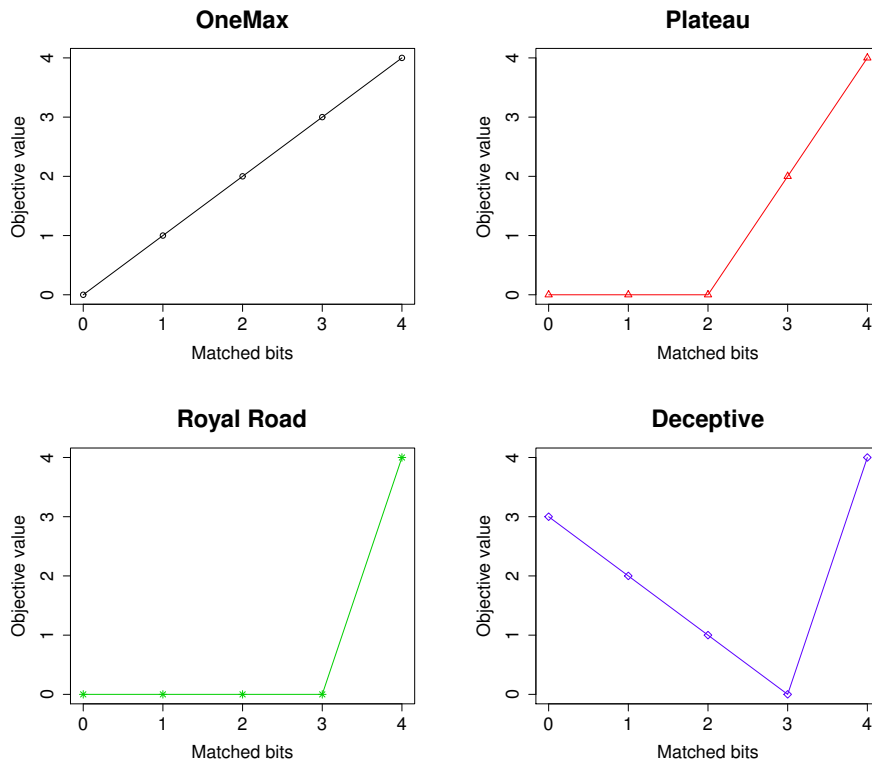 OneMax
4
3
2
1
0
Objective value
0 1 2 3 4
Matched bits
Plateau
4
3
2
1
0
Objective value
0 1 2 3 4
Matched bits
Royal Road
4
3
2
1
0
Objective value
0 1 2 3 4
Matched bits
Deceptive
4
3
2
1
0
Objective value
0 1 2 3 4
Matched bits